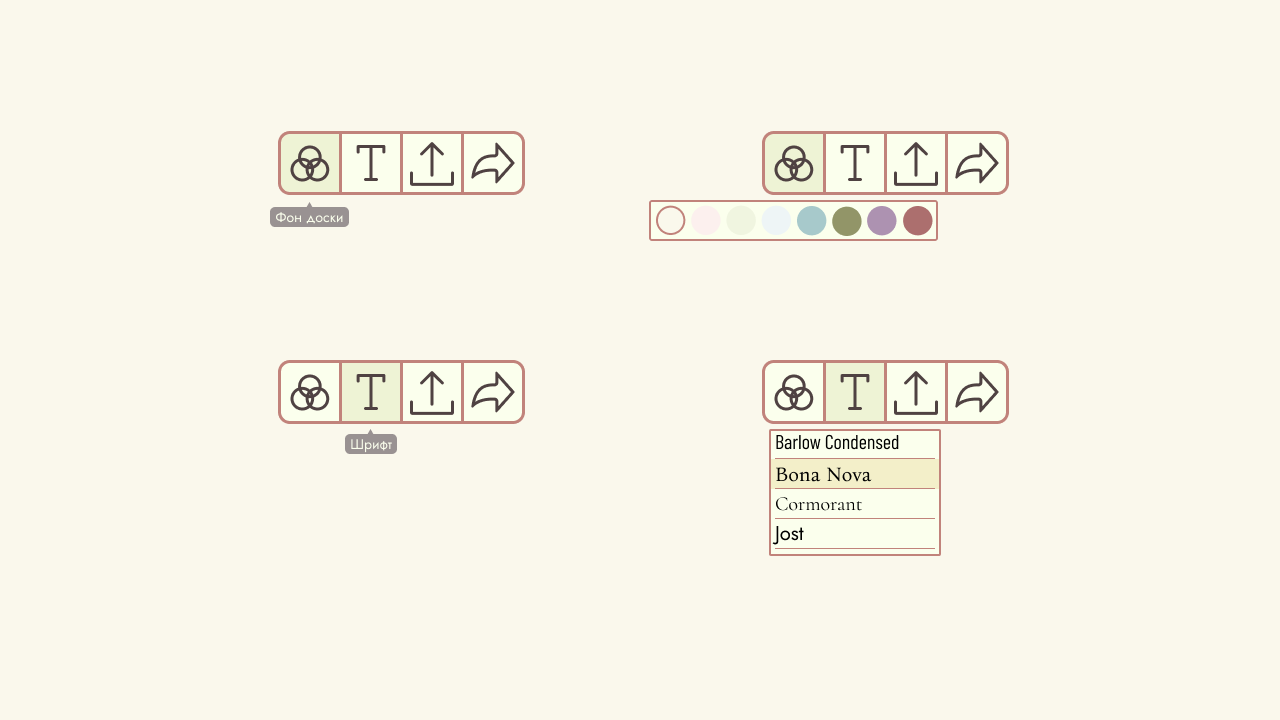 Фон доски
Шрифт
Barlow Condensed
Bona Nova
Cormorant
Jost